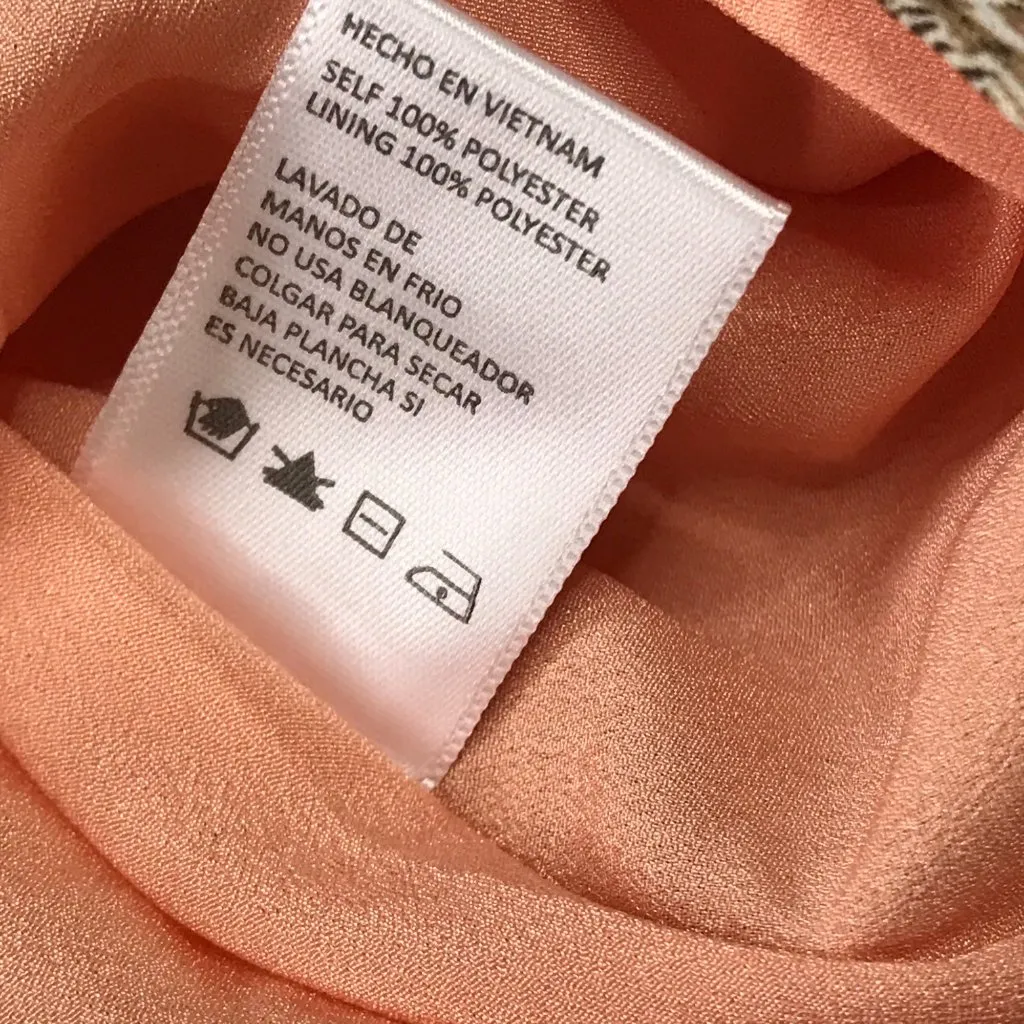 HECHO EN VIETNAM
SELF 100% POLYESTER
LINING 100% POLYESTER
LAVADO DE
MANOS EN FRIO
NO USA BLANQUEADOR
COLGAR PARA SECAR
BAJA PLANCHA SI
ES NECESARIO